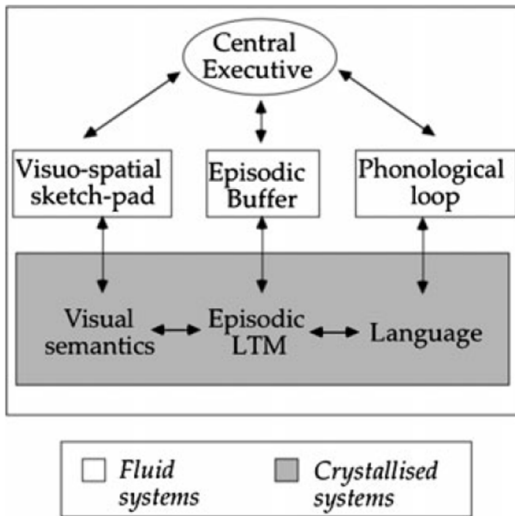 Central
Executive
Visuo-spatial
sketch-pad
Episodic
Buffer
Phonological
loop
Visual
semantics
Episodic
LTM
Language
Fluid
systems
Crystallised
systems